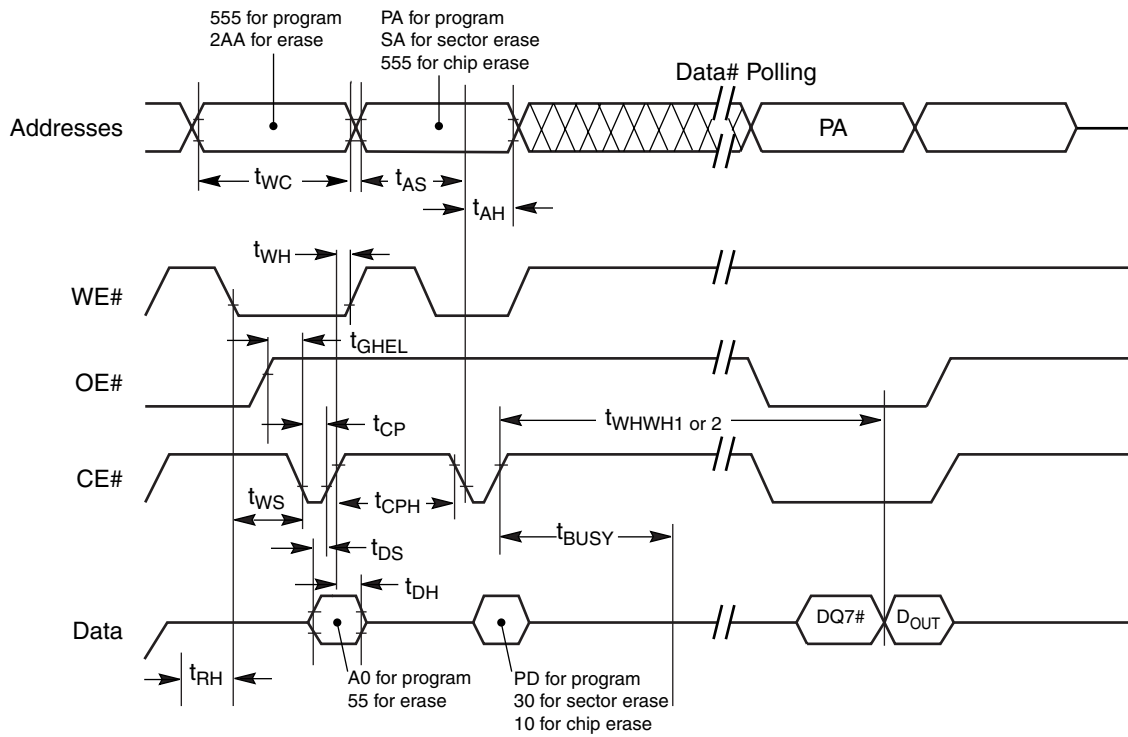 555 for program
2AA for erase
PA for program
SA for sector erase
555 for chip erase
Data# Polling
Addresses
PA
tWC
tAS
tAH
tWH
WE#
tGHEL
OE#
tWHWH1 or 2
tCP
CE#
tWS
tCPH
tBUSY
tDS
tDH
Data
DQ7#
DOUT
tRH
A0 for program
55 for erase
PD for program
30 for sector erase
10 for chip erase